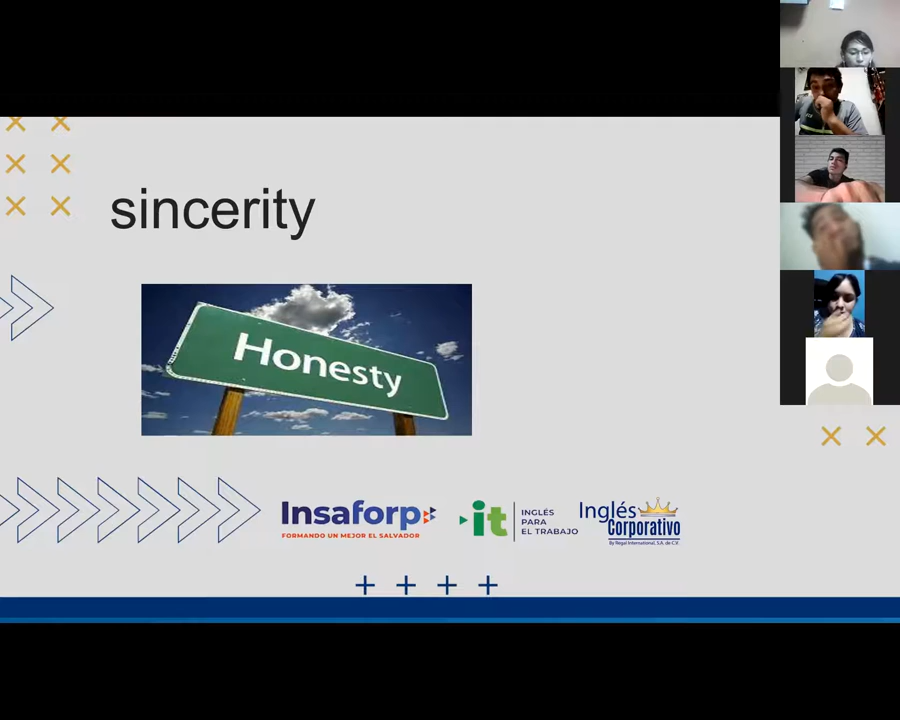 sincerity
Honesty
Insaforp
FORMANDO UN MEJOR EL SALVADOR
it
INGLÉS
PARA
EL TRABAJO
Inglés
Corporativo
By Regal International, S.A. de C.V.